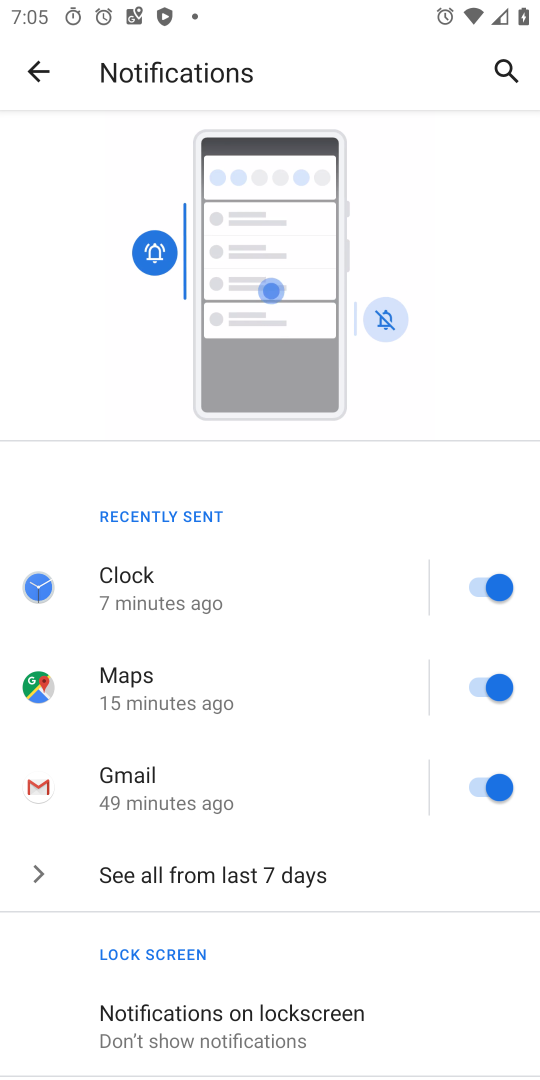 7:05
Notifications
RECENTLY SENT
Clock
7 minutes ago
Maps
15 minutes ago
Gmail
49 minutes ago
See all from last 7 days
LOCK SCREEN
Notifications on lockscreen
Don't show notifications